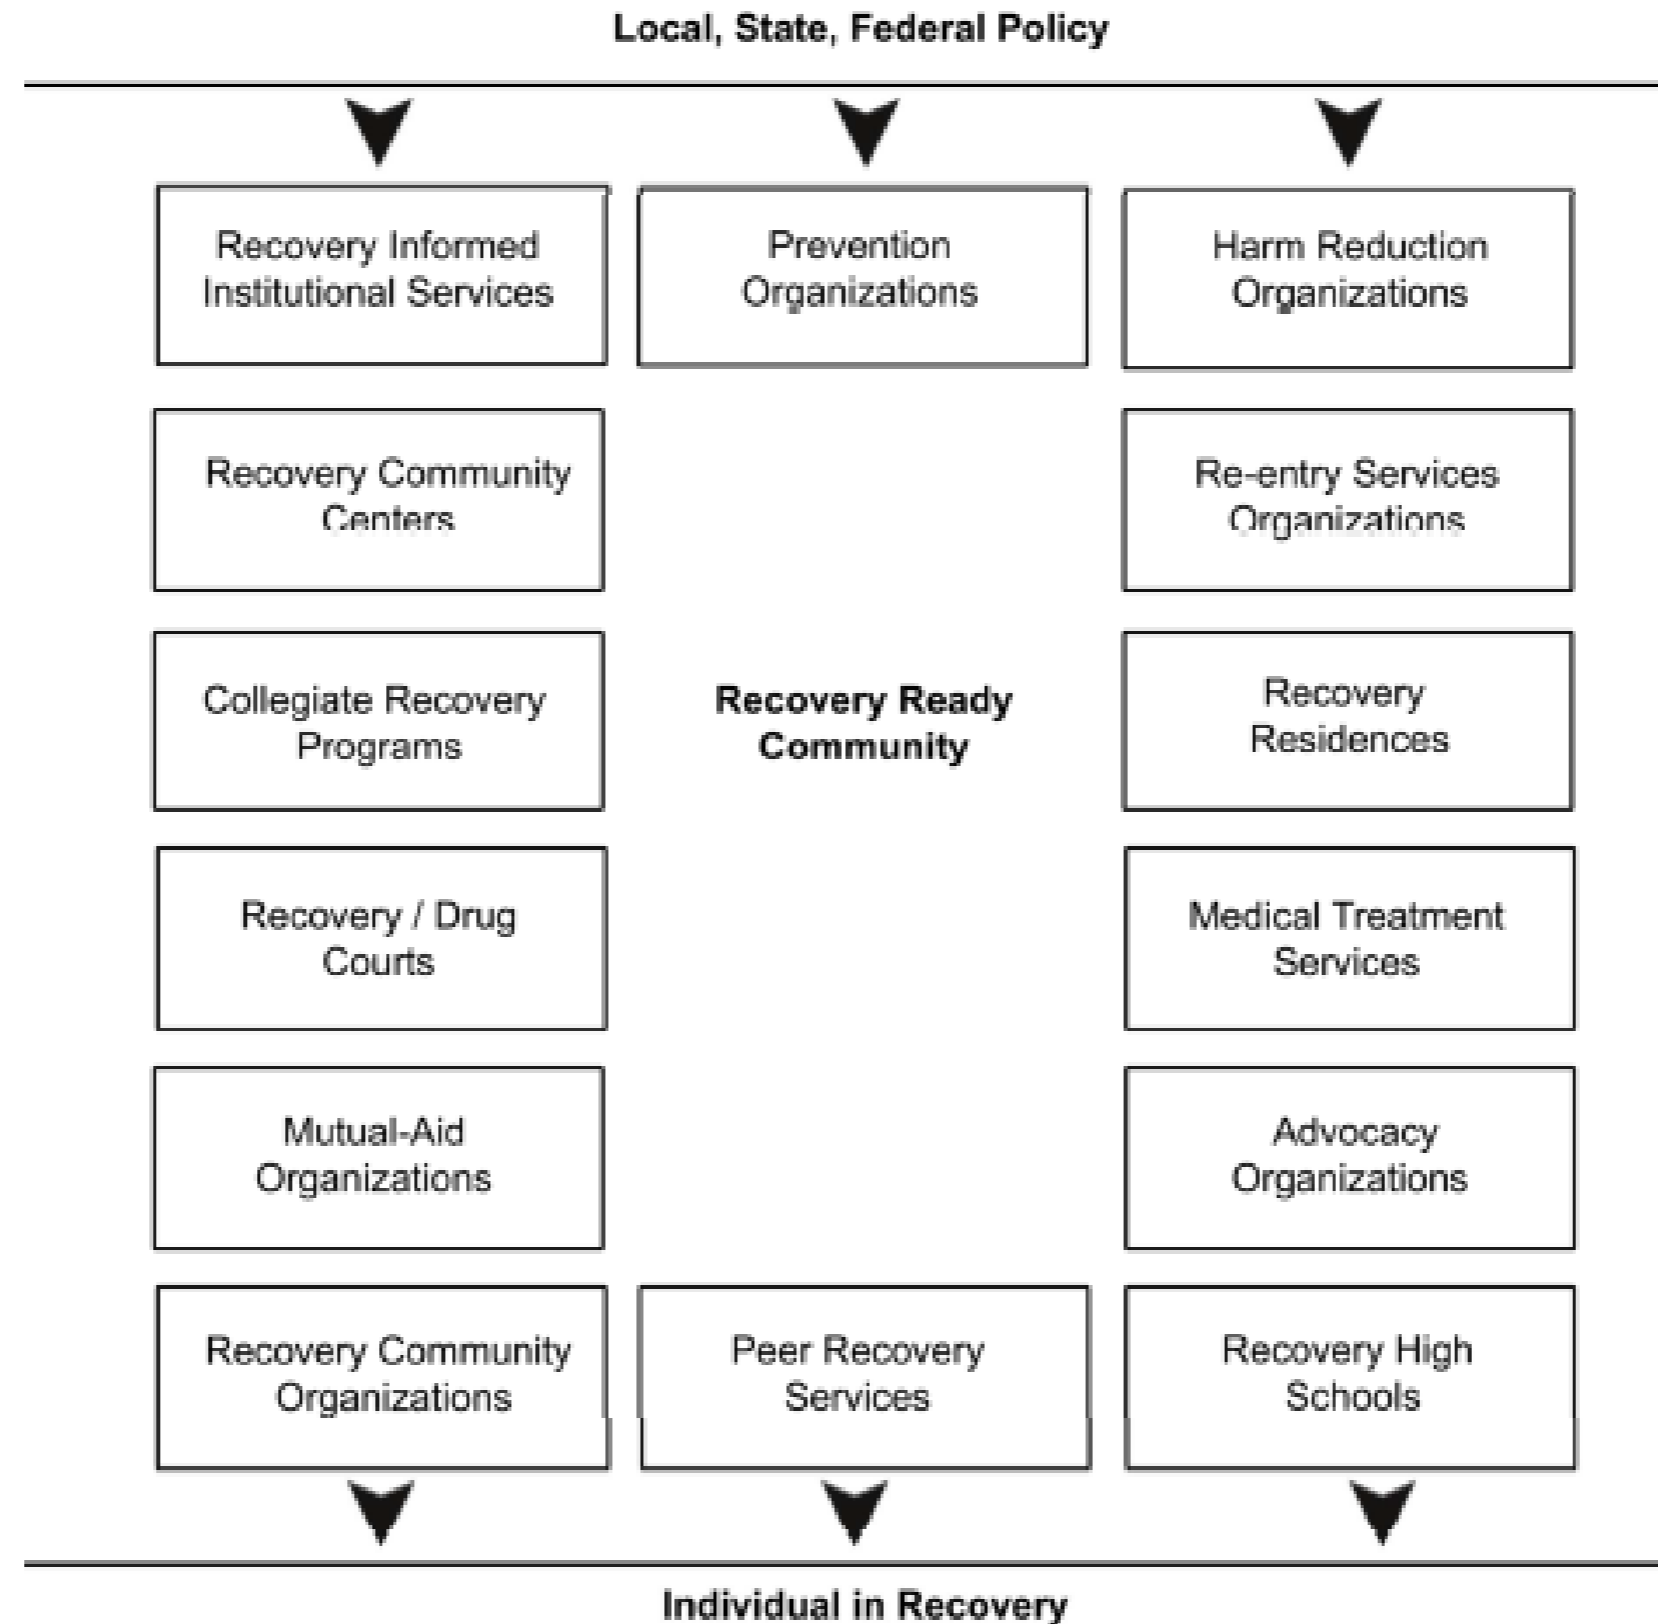 Local, State, Federal Policy
Recovery Informed
Institutional Services
Prevention
Organizations
Harm Reduction
Organizations
Recovery Community
Centers
Re-entry Services
Organizations
Collegiate Recovery
Programs
Recovery Ready
Community
Recovery
Residences
Recovery / Drug
Courts
Medical Treatment
Services
Mutual-Aid
Organizations
Advocacy
Organizations
Recovery Community
Organizations
Peer Recovery
Services
Recovery High
Schools
Individual in Recovery